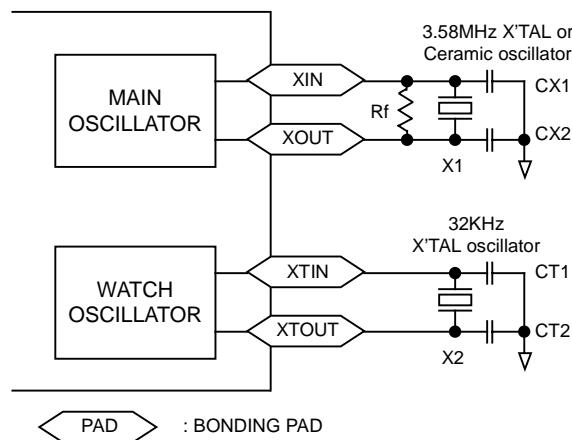 3.58MHz X'TAL or
Ceramic oscillator
XIN
CX1
MAIN
OSCILLATOR
Rf
XOUT
CX2
X1
32KHz
X'TAL oscillator
XTIN
CT1
WATCH
OSCILLATOR
XTOUT
CT2
X2
PAD : BONDING PAD